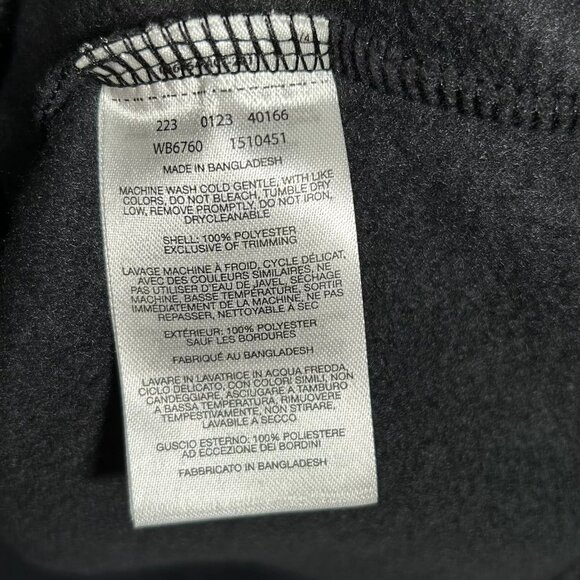 223 0123 40166
WB6760 1510451
MADE IN BANGLADESH
MACHINE WASH COLD GENTLE, WITH LIKE
COLORS, DO NOT BLEACH, TUMBLE DRY
LOW, REMOVE PROMPTLY, DO NOT IRON,
DRYCLEANABLE
SHELL: 100% POLYESTER
EXCLUSIVE OF TRIMMING
LAVAGE MACHINE À FROID, CYCLE DÉLICAT,
AVEC DES COULEURS SIMILAIRES, NE
PAS UTILISER D'EAU DE JAVEL, SÉCHAGE
MACHINE, BASSE TEMPÉRATURE, SORTIR
IMMÉDIATEMENT DE LA MACHINE, NE PAS
REPASSER, NETTOYABLE A SEC
EXTÉRIEUR: 100% POLYESTER
SAUF LES BORDURES
FABRIQUÉ AU BANGLADESH
LAVARE IN LAVATRICE IN ACQUA FREDDA,
CICLO DELICATO, CON COLORI SIMILI, NON
CANDEGGIARE, ASCIUGARE A TAMBURO
A BASSA TEMPERATURA, RIMUOVERE
TEMPESTIVAMENTE, NON STIRARE,
LAVABILE A SECCO
GUSCIO ESTERNO: 100% POLIESTERE
AD ECCEZIONE DEI BORDINI
FABBRICATO IN BANGLADESH